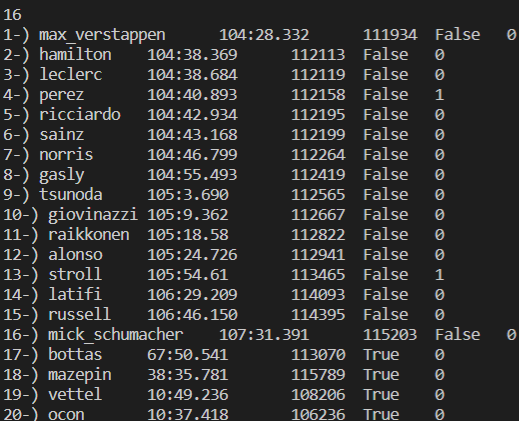 16
1-) max_verstappen 104:28.332 111934 False 0
2-) hamilton 104:38.369 112113 False 0
3-) leclerc 104:38.684 112119 False 0
4-) perez 104:40.893 112158 False 1
5-) ricciardo 104:42.934 112195 False 0
6-) sainz 104:43.168 112199 False 0
7-) norris 104:46.799 112264 False 0
8-) gasly 104:55.493 112419 False 0
9-) tsunoda 105:3.690 112565 False 0
10-) giovinazzi 105:9.362 112667 False 0
11-) raikkonen 105:18.58 112822 False 0
12-) alonso 105:24.726 112941 False 0
13-) stroll 105:54.61 113465 False 1
14-) latifi 106:29.209 114093 False 0
15-) russell 106:46.150 114395 False 0
16-) mick_schumacher 107:31.391 115203 False 0
17-) bottas 67:50.541 113070 True 0
18-) mazepin 38:35.781 115789 True 0
19-) vettel 10:49.236 108206 True 0
20-) ocon 10:37.418 106236 True 0